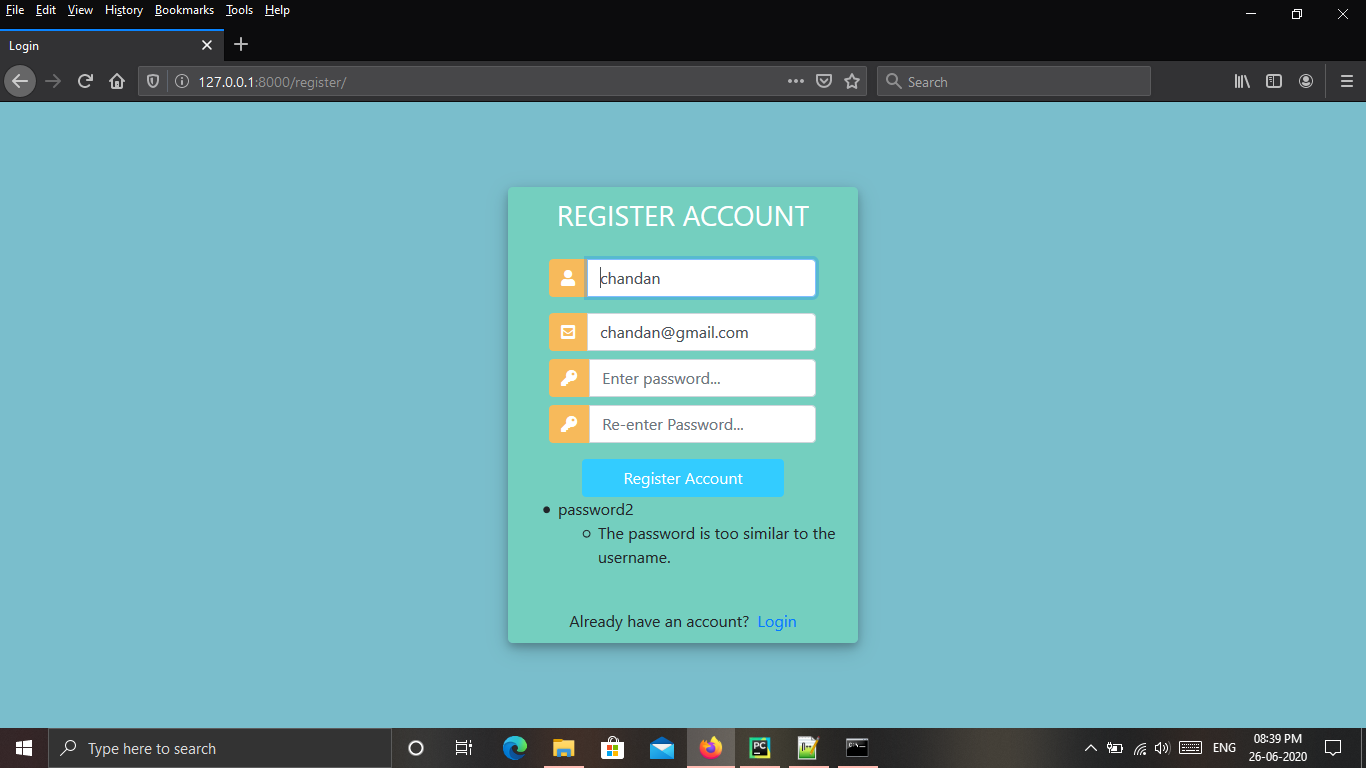 File Edit View History Bookmarks Tools Help
Login
127.0.0.1:8000/register/
Search
REGISTER ACCOUNT
chandan
chandan@gmail.com
Enter password...
Re-enter Password...
Register Account
password2
The password is too similar to the
username.
Already have an account? Login
Type here to search
PC
ENG
08:39 PM
26-06-2020